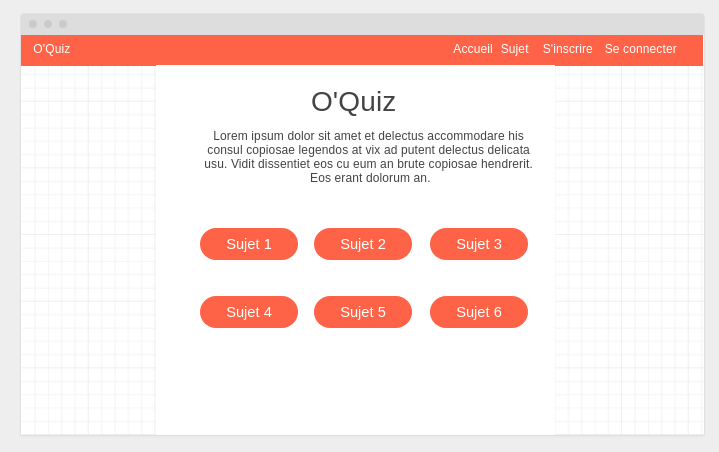 O'Quiz Accueil Sujet S'inscrire Se connecter
O'Quiz
Lorem ipsum dolor sit amet et delectus accommodare his
consul copiosae legendos at vix ad putent delectus delicata
usu. Vidit dissentiet eos cu eum an brute copiosae hendrerit.
Eos erant dolorum an.
Sujet 1 Sujet 2 Sujet 3
Sujet 4 Sujet 5 Sujet 6